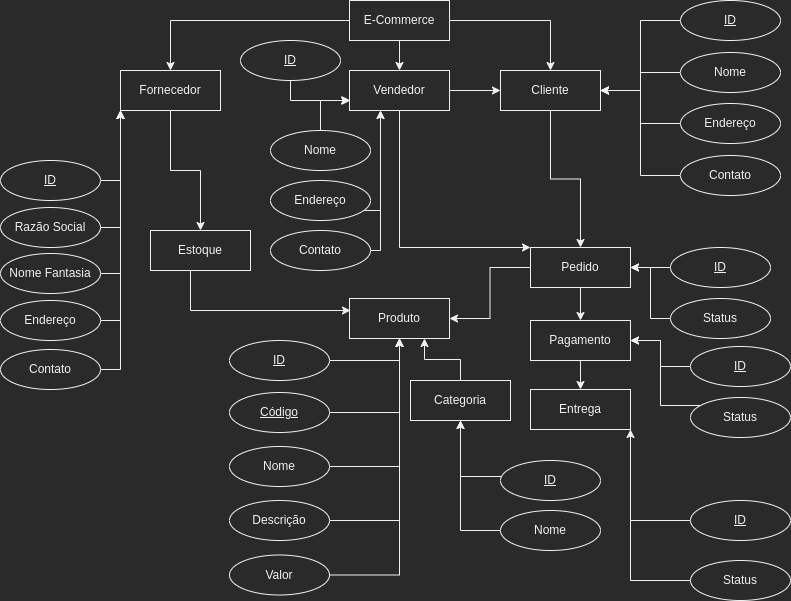 E-Commerce
ID
Fornecedor
Vendedor
Cliente
ID
Nome
Endereço
Contato
Nome
Endereço
Contato
ID
Razão Social
Nome Fantasia
Endereço
Contato
Estoque
Pedido
ID
Status
Produto
Pagamento
ID
Status
Categoria
Entrega
ID
Código
Nome
Descrição
Valor
ID
Nome
ID
Status